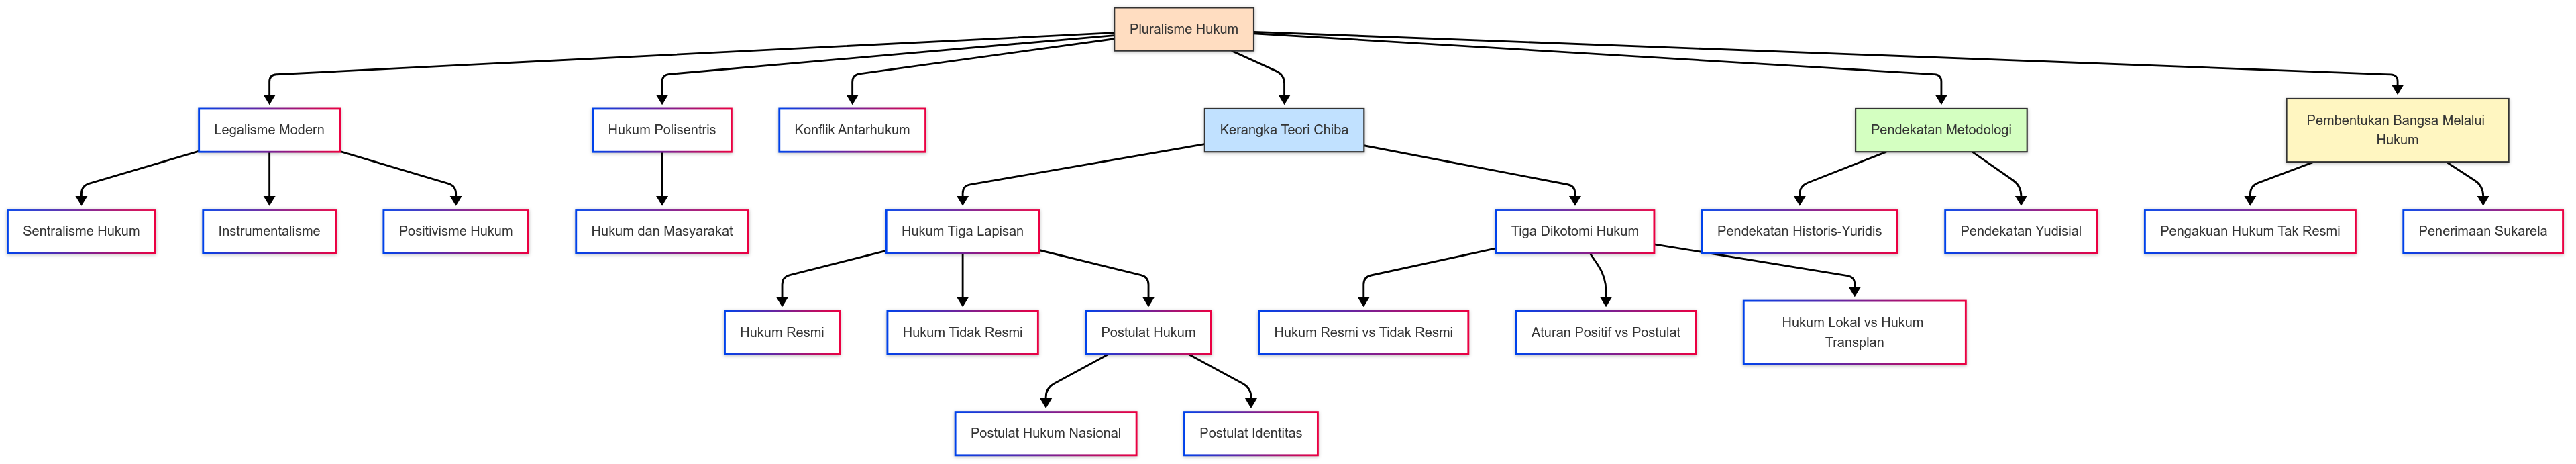 Pluralisme Hukum
Legalisme Modern
Hukum Polisentris
Konflik Antarhukum
Kerangka Teori Chiba
Pendekatan Metodologi
Pembentukan Bangsa Melalui
Hukum
Sentralisme Hukum
Instrumentalisme
Positivisme Hukum
Hukum dan Masyarakat
Hukum Tiga Lapisan
Tiga Dikotomi Hukum
Pendekatan Historis-Yuridis
Pendekatan Yudisial
Pengakuan Hukum Tak Resmi
Penerimaan Sukarela
Hukum Resmi
Hukum Tidak Resmi
Postulat Hukum
Hukum Resmi vs Tidak Resmi
Aturan Positif vs Postulat
Hukum Lokal vs Hukum
Transplan
Postulat Hukum Nasional
Postulat Identitas